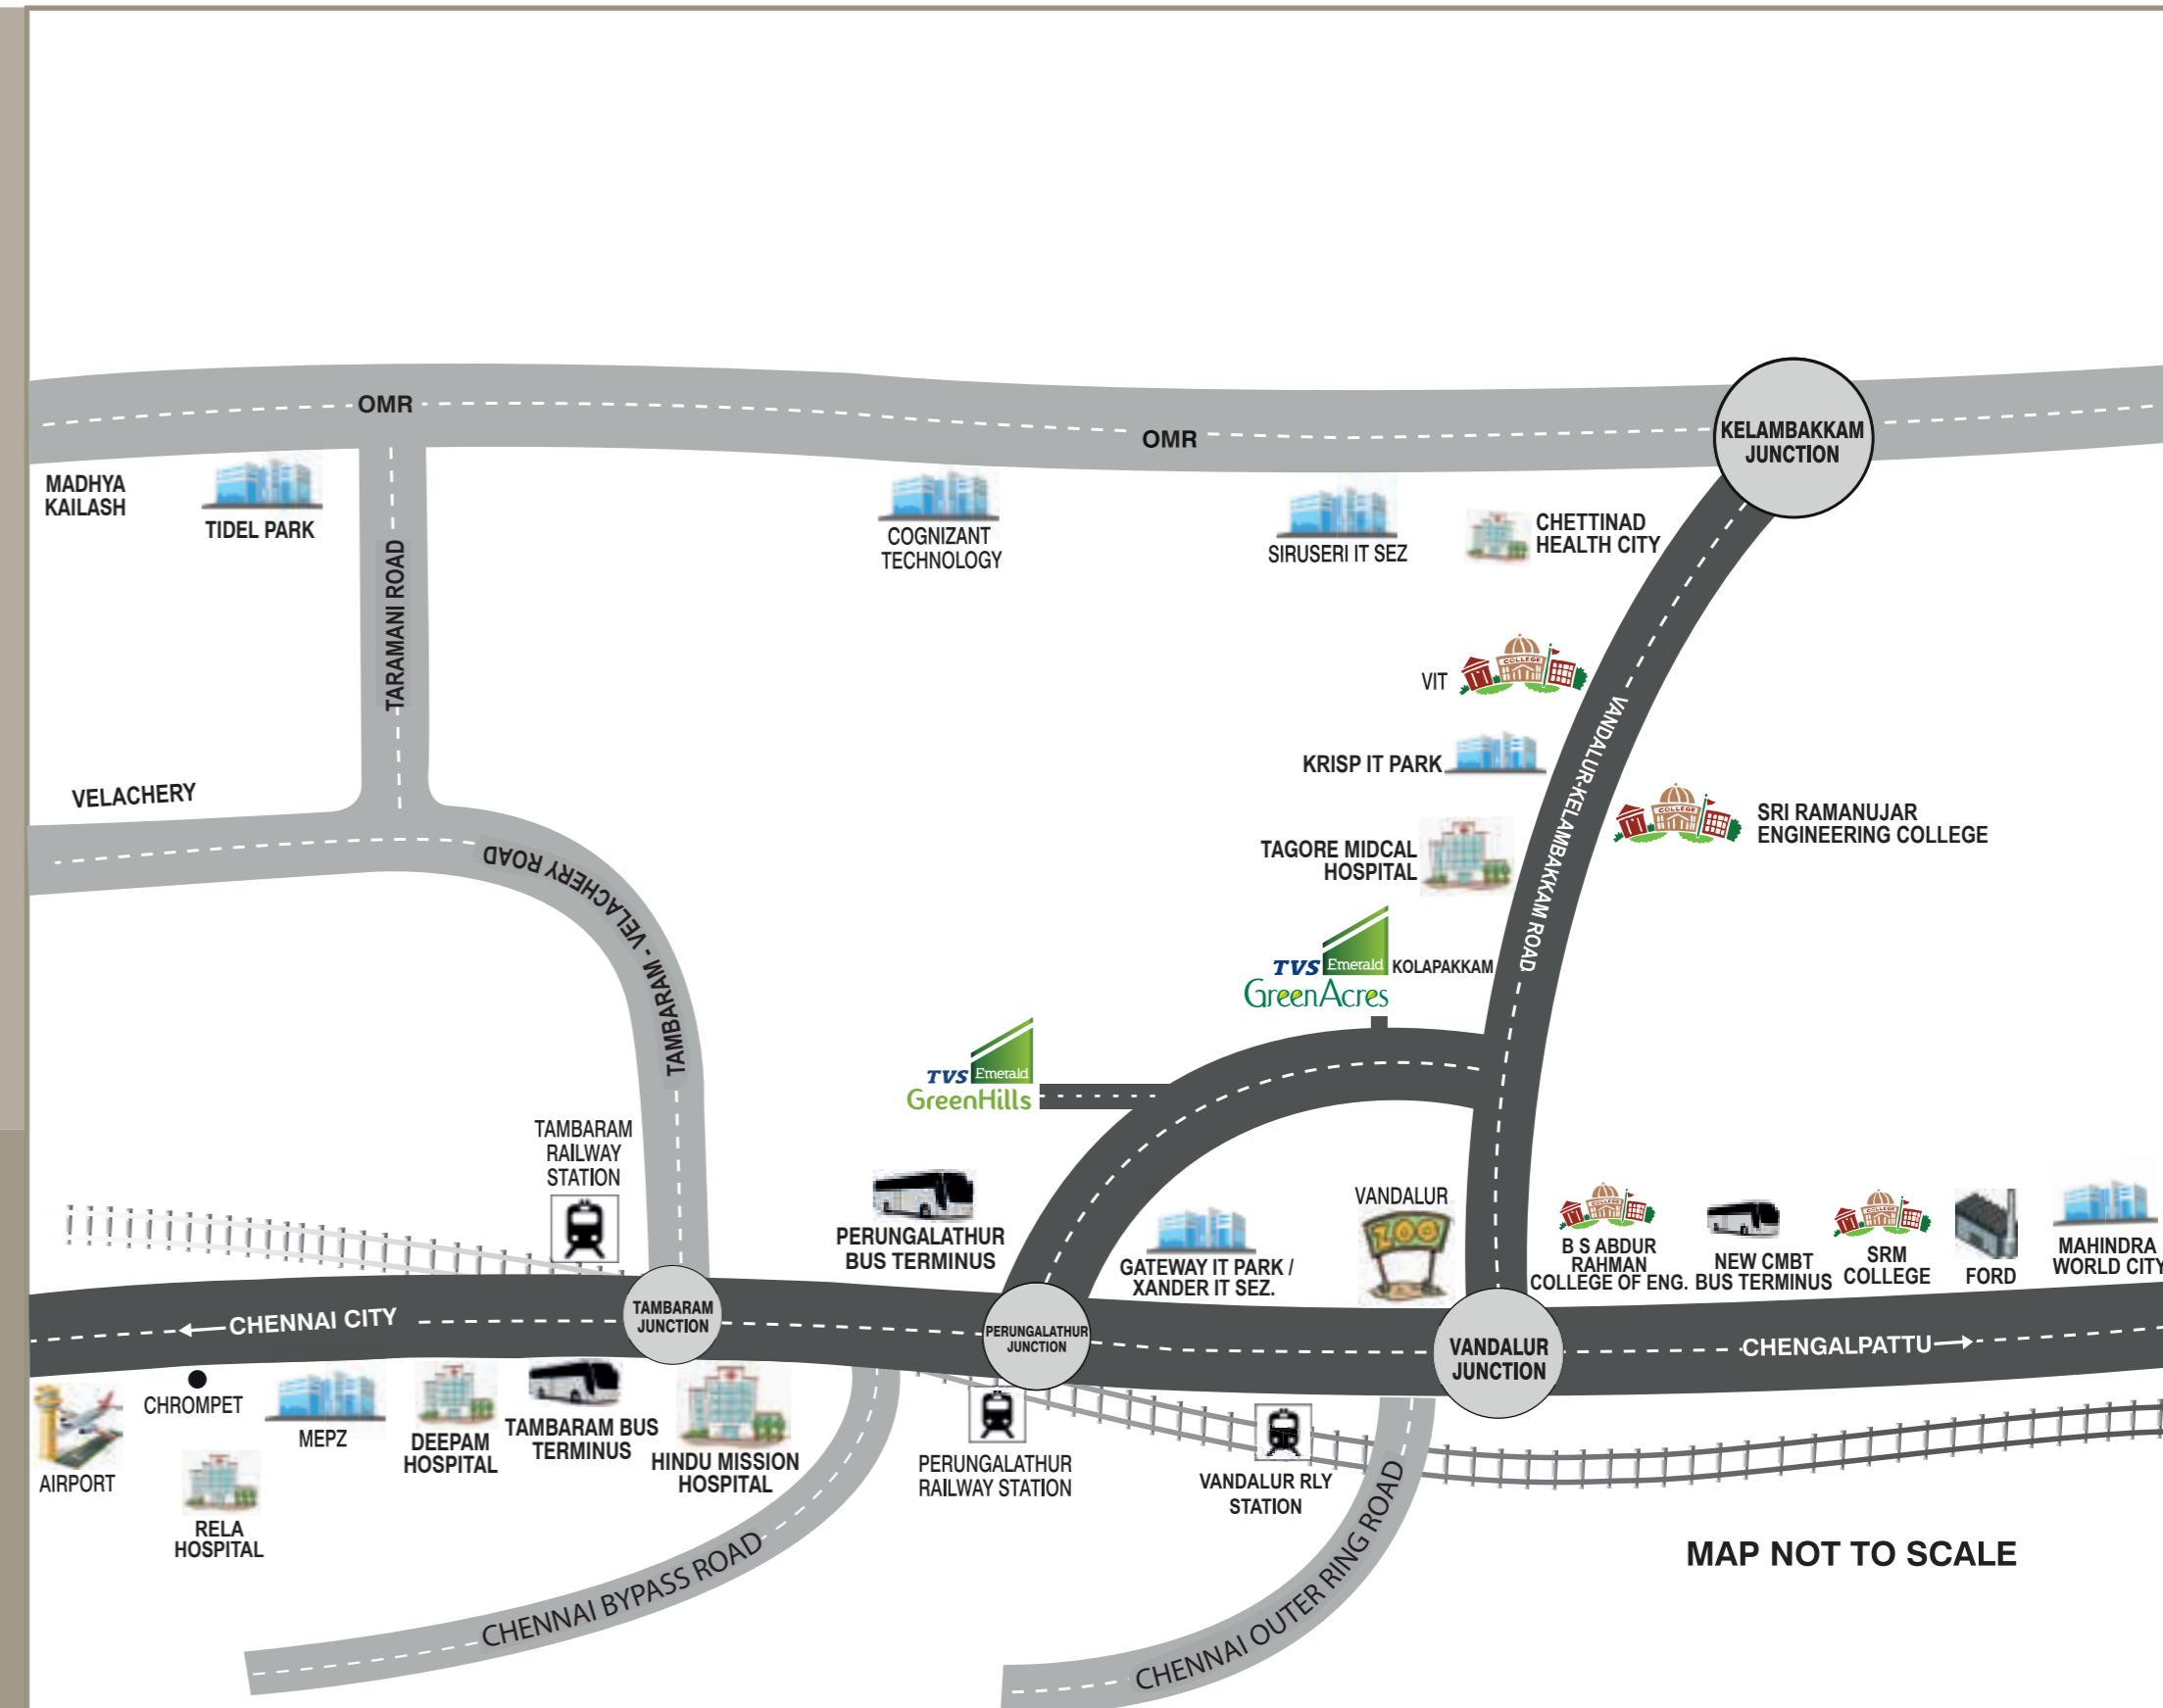 OMR
OMR
KELAMBAKKAM
JUNCTION
MADHYA
KAILASH
TIDEL PARK
TARAMANI ROAD
COGNIZANT
TECHNOLOGY
SIRUSERI IT SEZ
CHETTINAD
HEALTH CITY
VIT
COLLEGE
KRISP IT PARK
VANDALUR-KELAMBAKKAM ROAD
VELACHERY
TAMBARAM - VELACHERY ROAD
COLLEGE
SRI RAMANUJAR
ENGINEERING COLLEGE
TAGORE MIDCAL
HOSPITAL
TVS Emerald
GreenAcres
KOLAPAKKAM
TVS Emerald
GreenHills
TAMBARAM
RAILWAY
STATION
PERUNGALATHUR
BUS TERMINUS
GATEWAY IT PARK /
XANDER IT SEZ.
VANDALUR
ZOO
COLLEGE
B S ABDUR
RAHMAN
COLLEGE OF ENG.
NEW CMBT
BUS TERMINUS
COLLEGE
SRM
COLLEGE
FORD
MAHINDRA
WORLD CITY
CHENNAI CITY
TAMBARAM
JUNCTION
PERUNGALATHUR
JUNCTION
VANDALUR
JUNCTION
CHENGALPATTU
AIRPORT
CHROMPET
RELA
HOSPITAL
MEPZ
DEEPAM
HOSPITAL
TAMBARAM BUS
TERMINUS
HINDU MISSION
HOSPITAL
PERUNGALATHUR
RAILWAY STATION
VANDALUR RLY
STATION
CHENNAI BYPASS ROAD
CHENNAI OUTER RING ROAD
MAP NOT TO SCALE